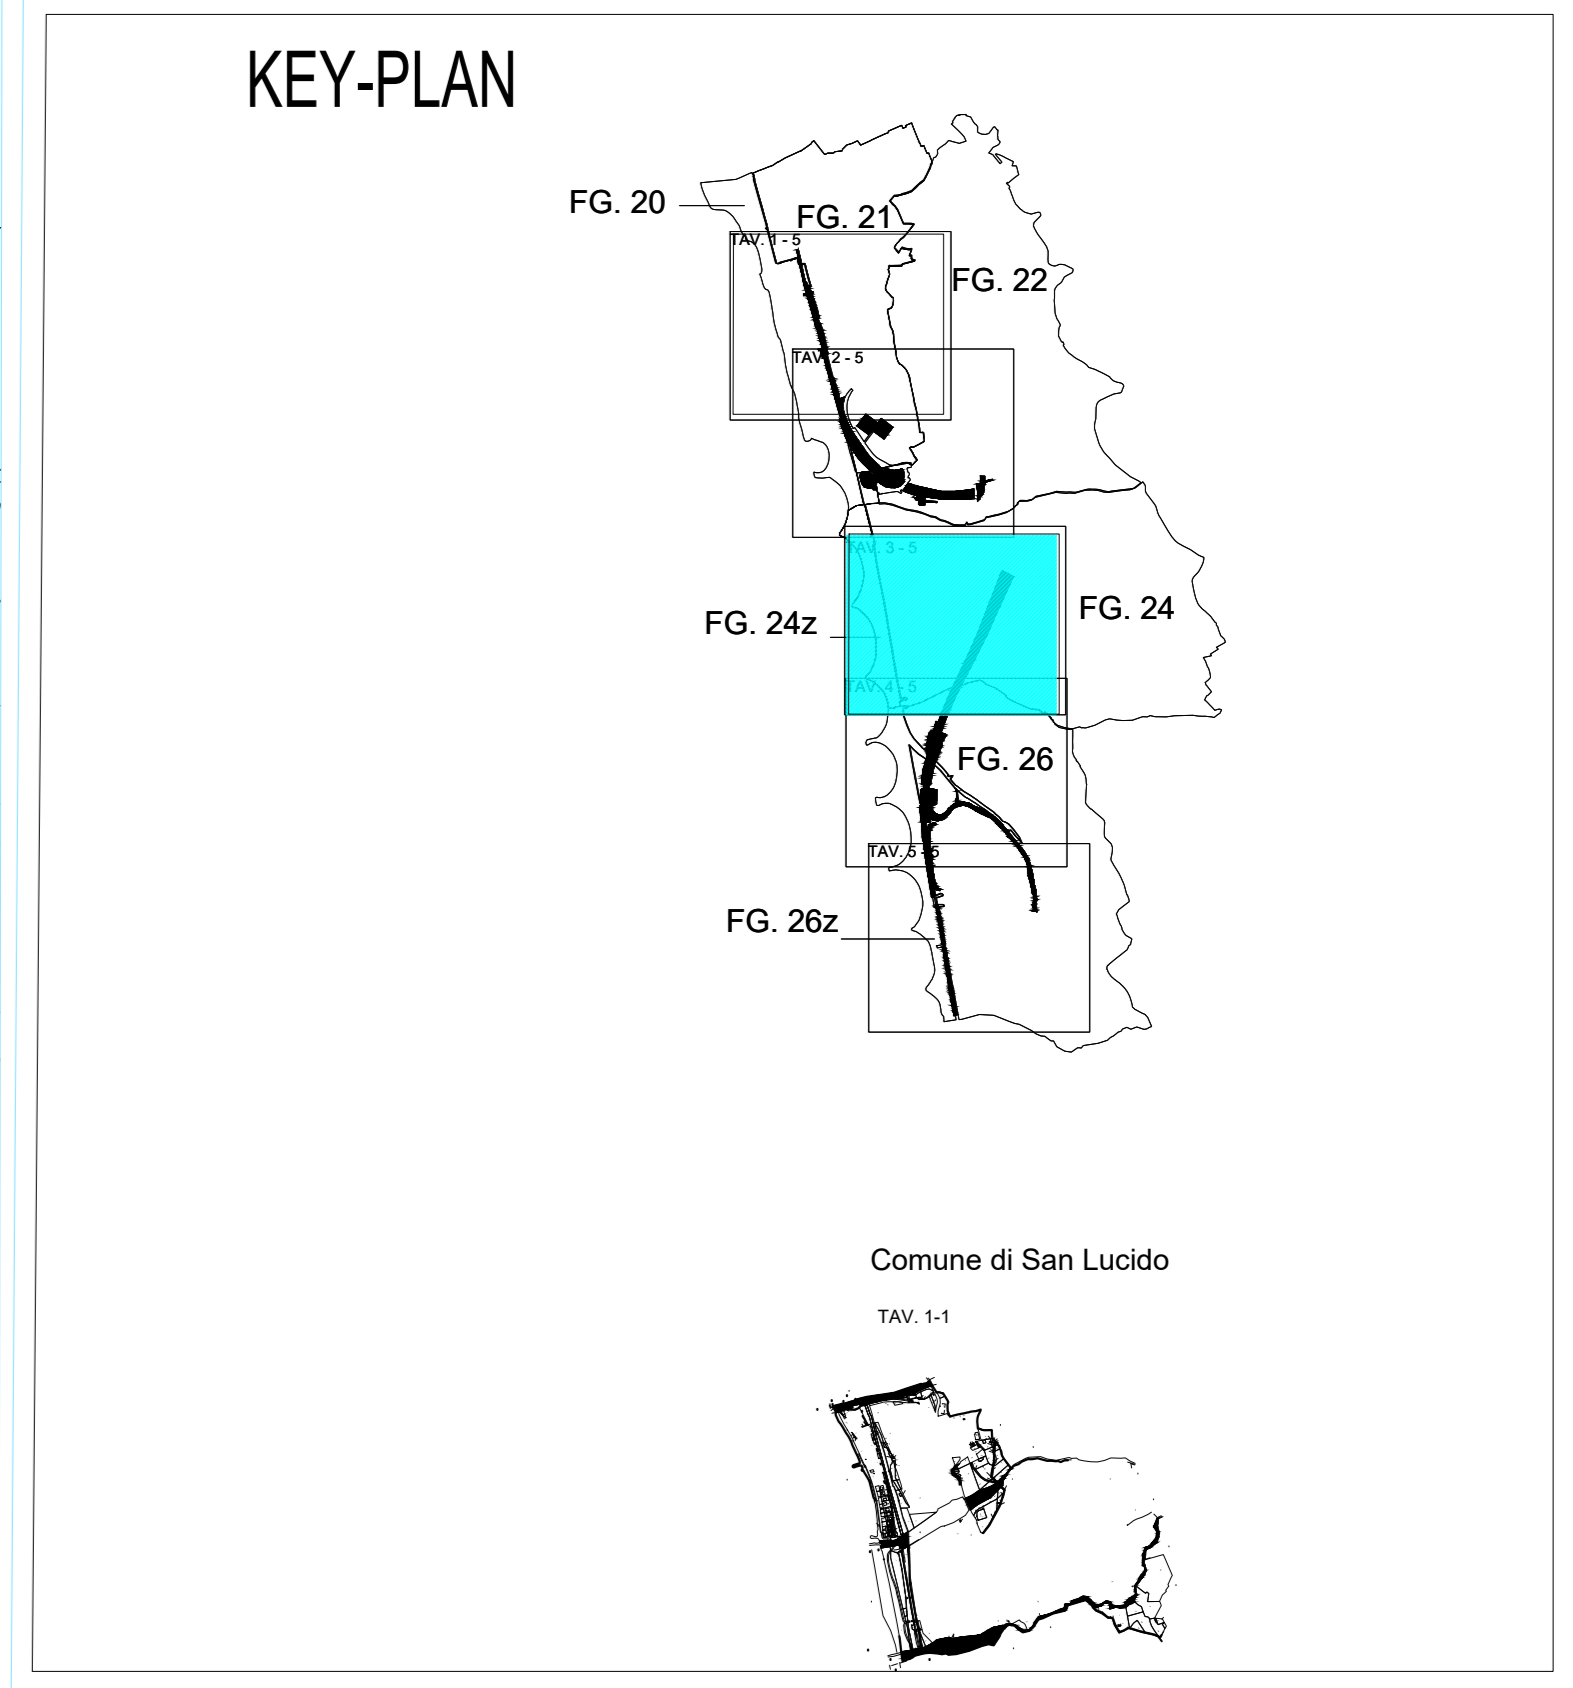 KEY-PLAN
FG. 20
FG. 21
TAV. 1 - 5
FG. 22
TAV. 2 - 5
TAV. 3 - 5
FG. 24
FG. 24z
TAV. 4 - 5
FG. 26
TAV. 5 - 5
FG. 26z
Comune di San Lucido
TAV. 1-1